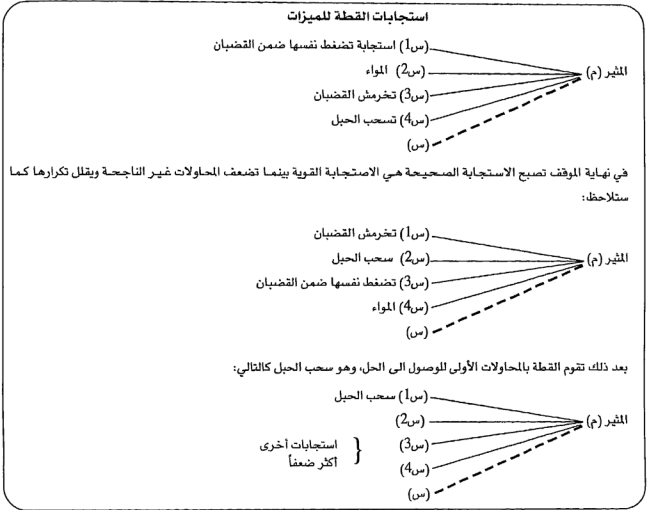 استجابات القطة للميزات
(س1) استجابة تضغط نفسها ضمن القضبان
المثير (م)
(س2) المواء
(س3) تخرمش القضبان
(س4) تسحب الحبل
(س)
في نهاية الموقف تصبح الاستجابة الصحيحة هي الاصتجابة القوية بينما تضعف المحاولات غير الناجحة ويقلل تكرارها كما
ستلاحظ:
(س1) تخرمش القضبان
المثير (م)
(س2) سحب الحبل
(س3) تضغط نفسها ضمن القضبان
(س4) المواء
(س)
بعد ذلك تقوم القطة بالمحاولات الأولى للوصول الى الحل، وهو سحب الحبل كالتالي:
(س1) سحب الحبل
المثير (م)
(س2)
(س3)
استجابات أخرى
أكثر ضعفاً
(س4)
(س)